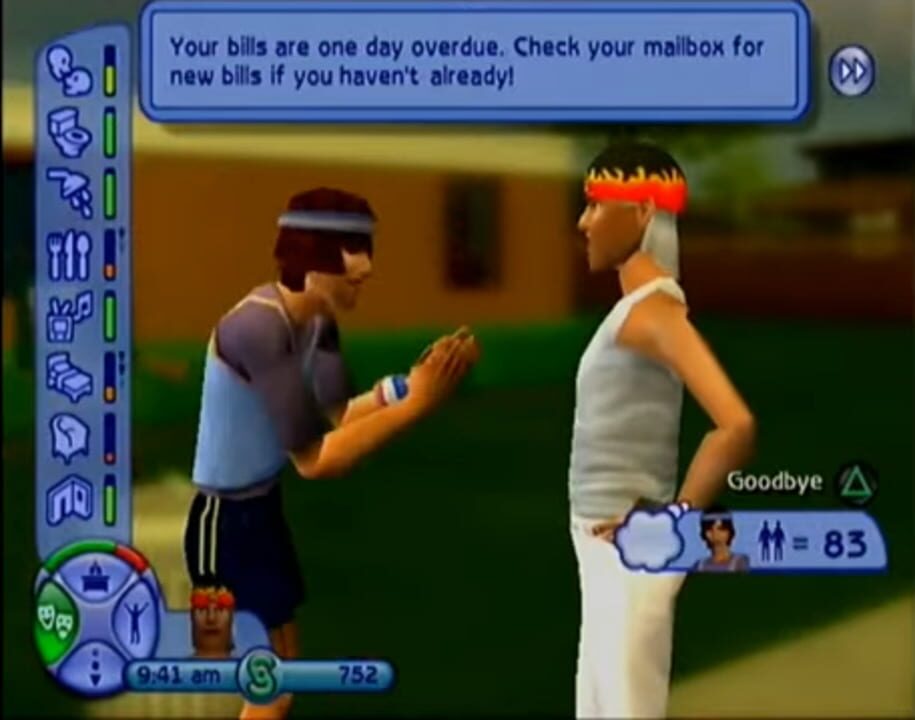 Your bills are one day overdue. Check your mailbox for
new bills if you haven't already!
Goodbye
= 83
9:41 am
752